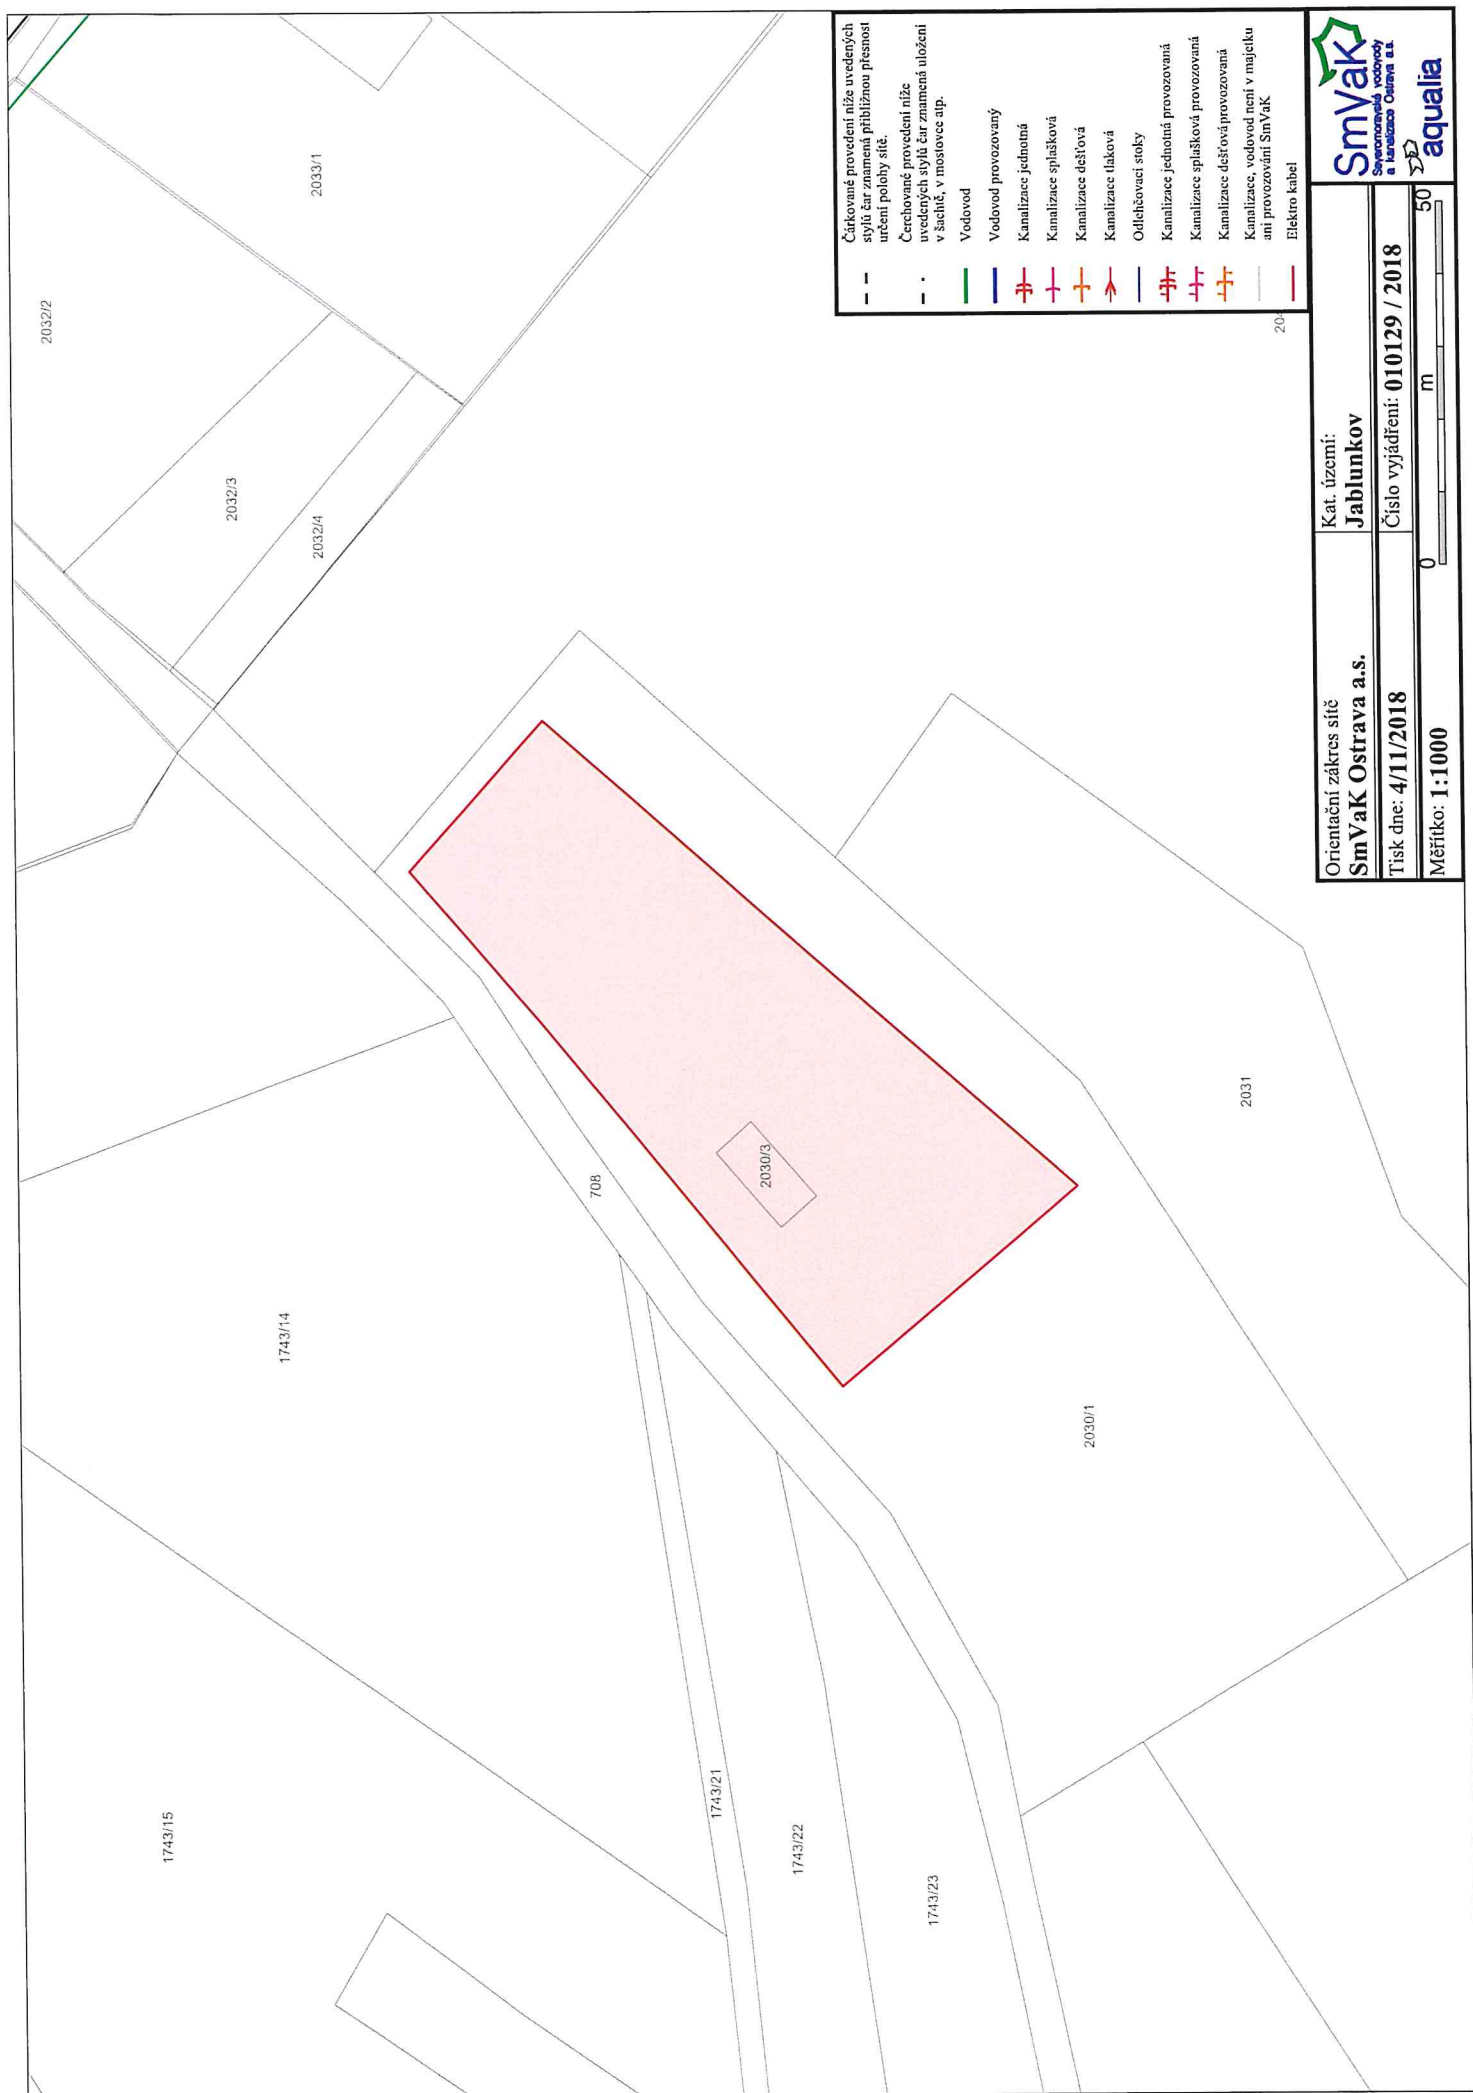 1743/15
1743/14
2032/2
2033/1
2032/3
2032/4
708
1743/21
1743/22
1743/23
2030/3
2030/1
2031
204
Čárkované provedení níže uvedených
stylů čar znamená přibližnou přesnost
určení polohy sítě.
Čerchované provedení níže
uvedených stylů čar znamená uložení
v šachtě, v mostovce atp.
Vodovod
Vodovod provozovaný
Kanalizace jednotná
Kanalizace splašková
Kanalizace dešťová
Kanalizace tlaková
Odlehčovací stoky
Kanalizace jednotná provozovaná
Kanalizace splašková provozovaná
Kanalizace dešťováprovozovaná
Kanalizace, vodovod není v majetku
ani provozování SmVaK
Elektro kabel
Orientační zákres sítě
SmVaK Ostrava a.s.
Kat. území:
Jablunkov
Tisk dne: 4/11/2018
Číslo vyjádření: 010129 / 2018
Měřítko: 1:1000
0 m 50
SmVaK
Severomoravské vodovody
a kanalizace Ostrava a.s.
aqualia